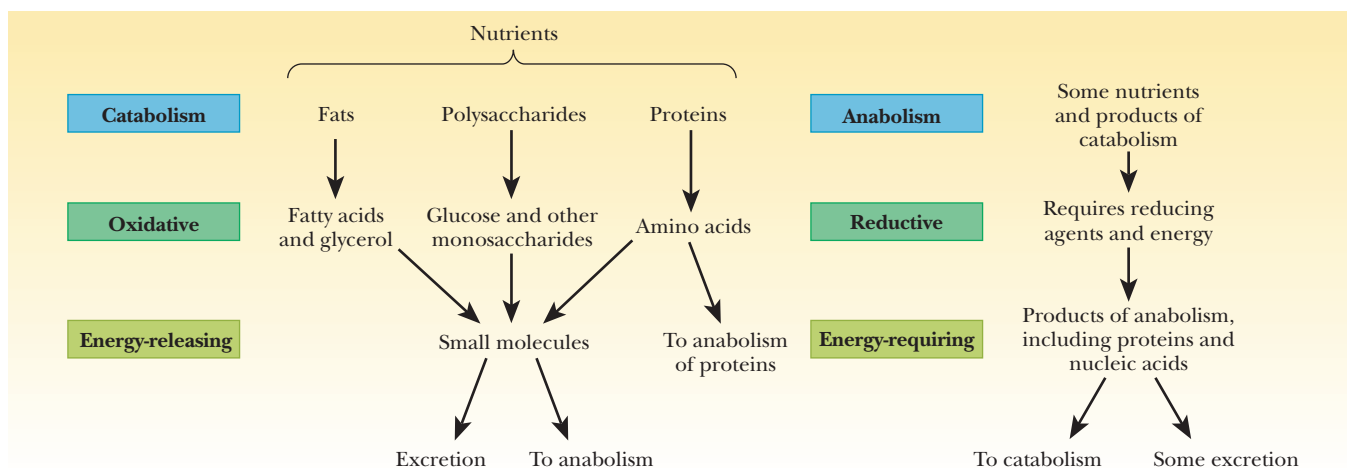 Nutrients
Catabolism
Fats
Polysaccharides
Proteins
Oxidative
Fatty acids
and glycerol
Glucose and other
monosaccharides
Amino acids
Energy-releasing
Small molecules
To anabolism
of proteins
Excretion
To anabolism
Anabolism
Some nutrients
and products of
catabolism
Reductive
Requires reducing
agents and energy
Energy-requiring
Products of anabolism,
including proteins and
nucleic acids
To catabolism
Some excretion